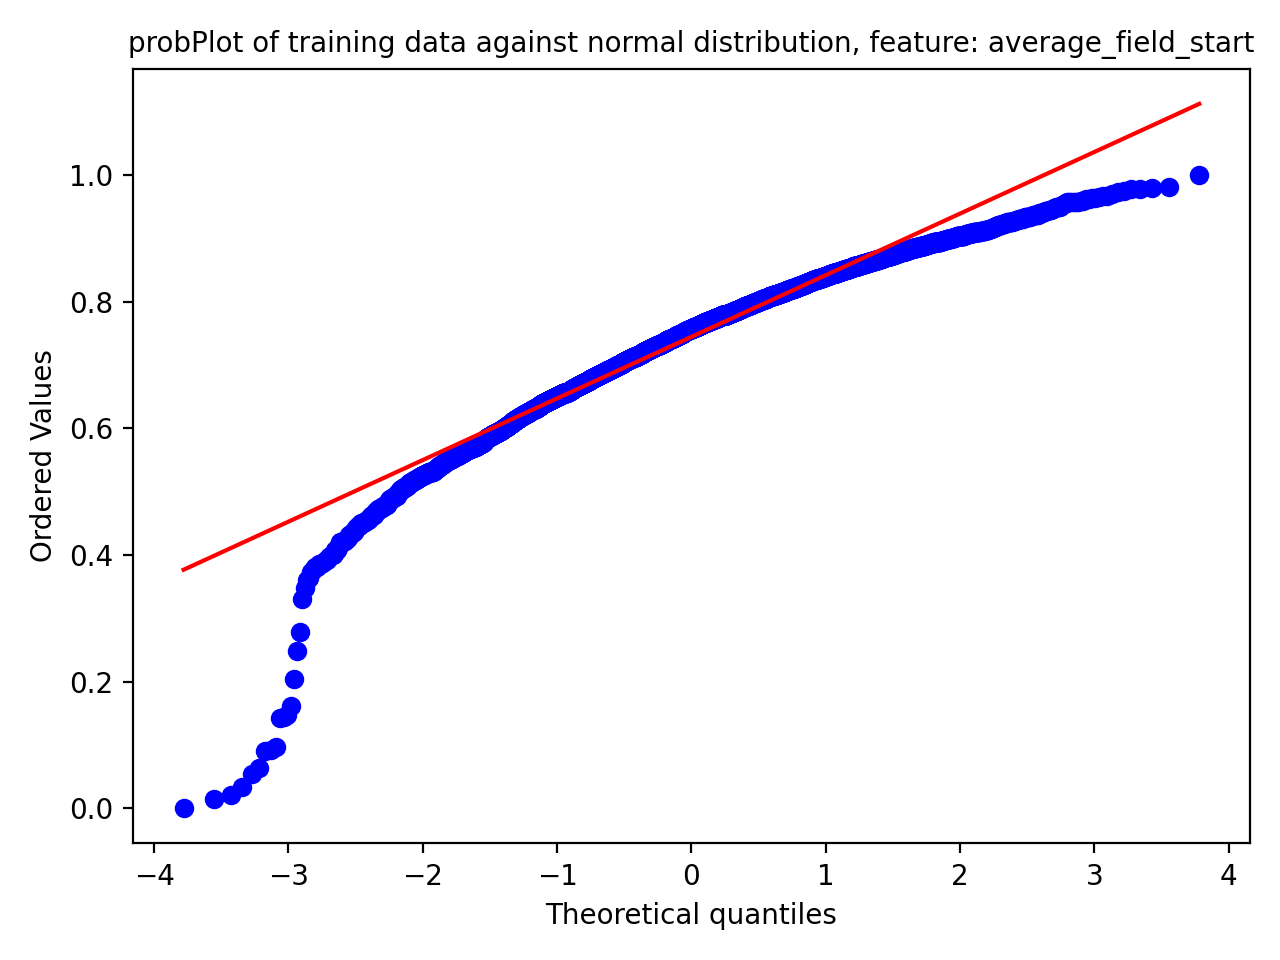 probPlot of training data against normal distribution, feature: average_field_start
1.0
0.8
0.6
0.4
0.2
0.0
Ordered Values
−4 −3 −2 −1 0 1 2 3 4
Theoretical quantiles